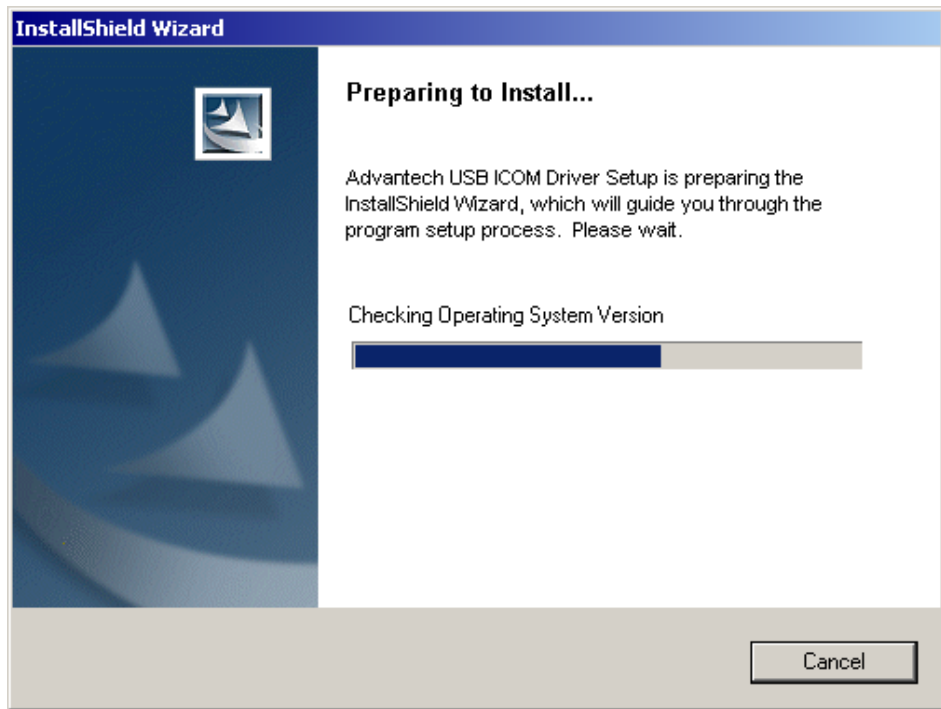 InstallShield Wizard
Preparing to Install...
Advantech USB ICOM Driver Setup is preparing the
InstallShield Wizard, which will guide you through the
program setup process.  Please wait.
Checking Operating System Version
Cancel